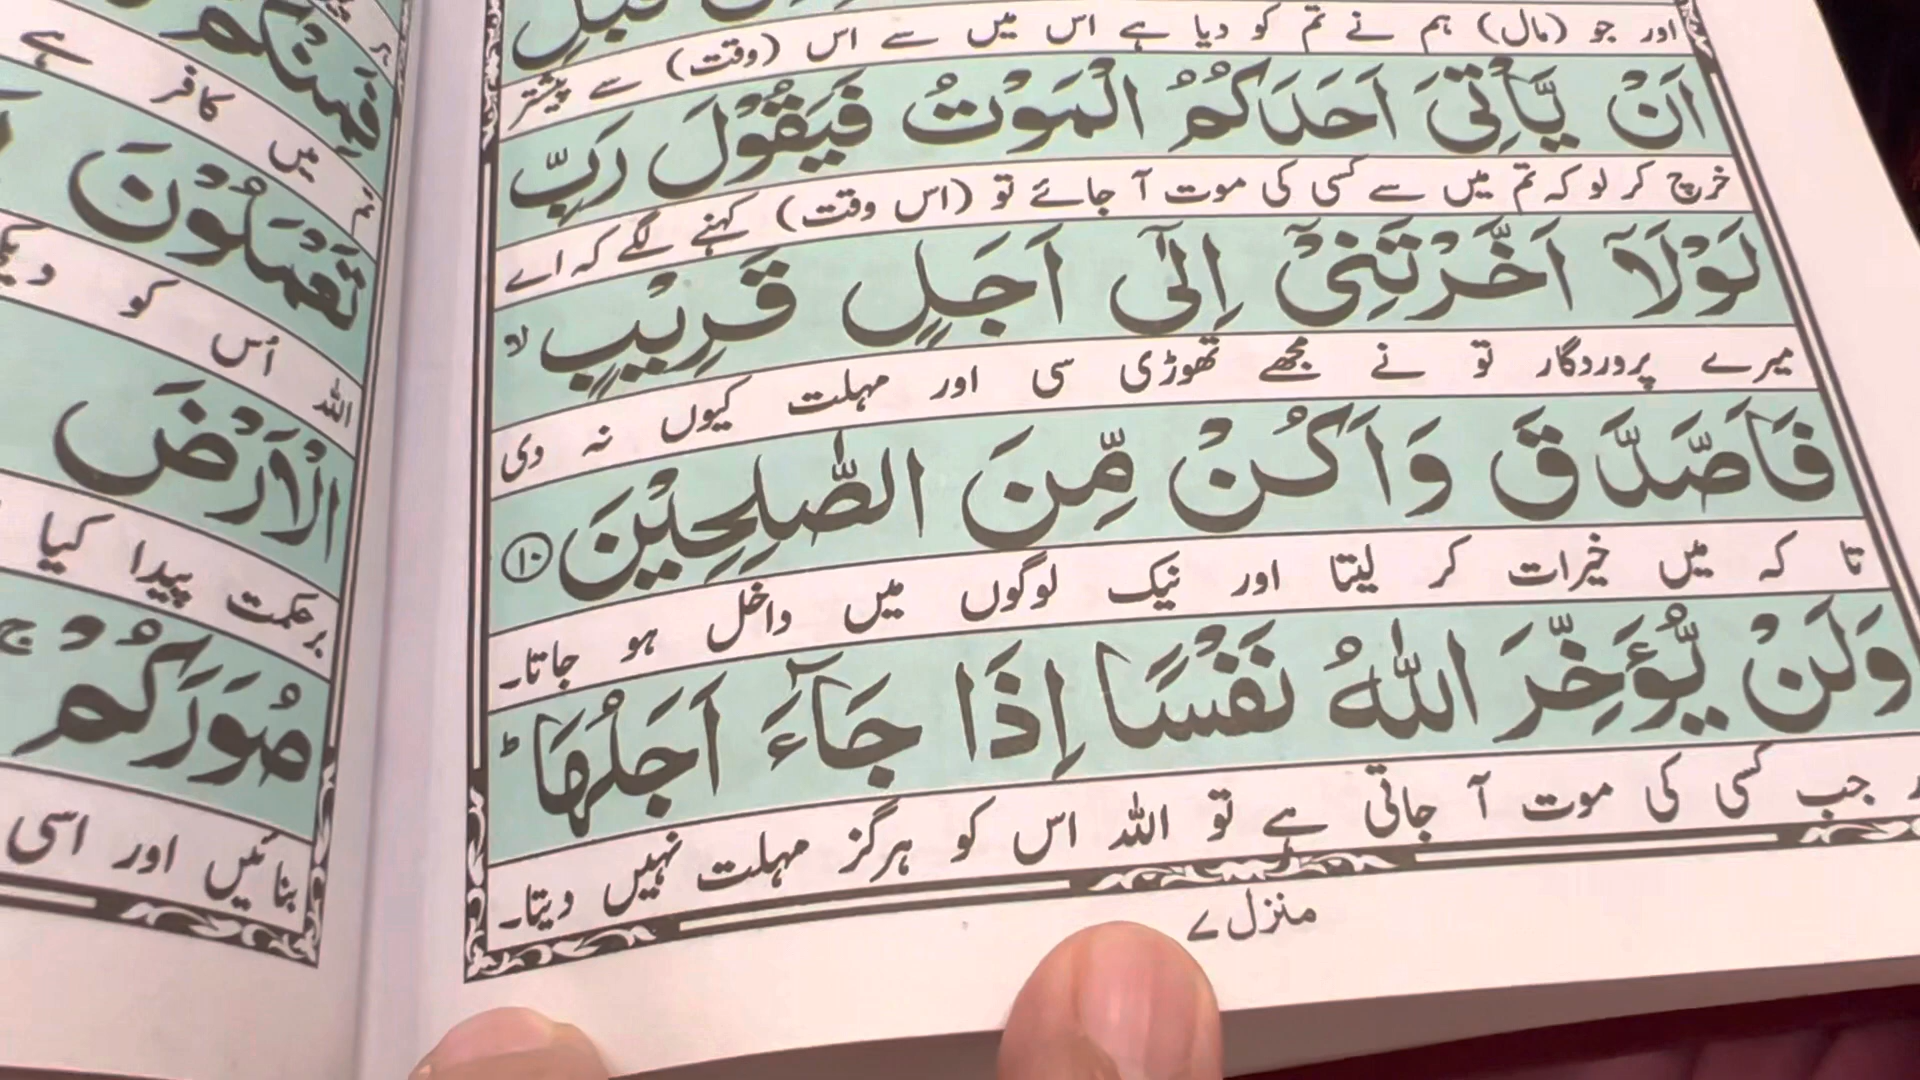 قَبْلِ
اور جو (مال) ہم نے تم کو دیا ہے اس میں سے اس (وقت) سے پیشتر
اَنْ يَّاْتِيَ اَحَدَكُمُ الْمَوْتُ فَيَقُوْلَ رَبِّ
خرچ کر لو کہ تم میں سے کسی کی موت آ جائے تو (اس وقت) کہنے لگے کہ اے
لَوْلَاۤ اَخَّرْتَنِيْۤ اِلٰۤى اَجَلٍ قَرِيْبٍ ۙ
میرے پروردگار تو نے مجھے تھوڑی سی اور مہلت کیوں نہ دی
فَاَصَّدَّقَ وَاَكُنْ مِّنَ الصّٰلِحِيْنَ ۝۱۰
تا کہ میں خیرات کر لیتا اور نیک لوگوں میں داخل ہو جاتا۔
وَلَنْ يُّؤَخِّرَ اللّٰهُ نَفْسًا اِذَا جَآءَ اَجَلُهَا ؕ
جب کسی کی موت آ جاتی ہے تو اللہ اس کو ہرگز مہلت نہیں دیتا۔
منزل ۷
فَمِنْكُمْ
میں کافر ہے
تَعْمَلُوْنَ
اللہ اُس کو
الْاَرْضَ
برحکمت پیدا کیا
صُوَرَكُمْ ۚ
بنائیں اور اسی